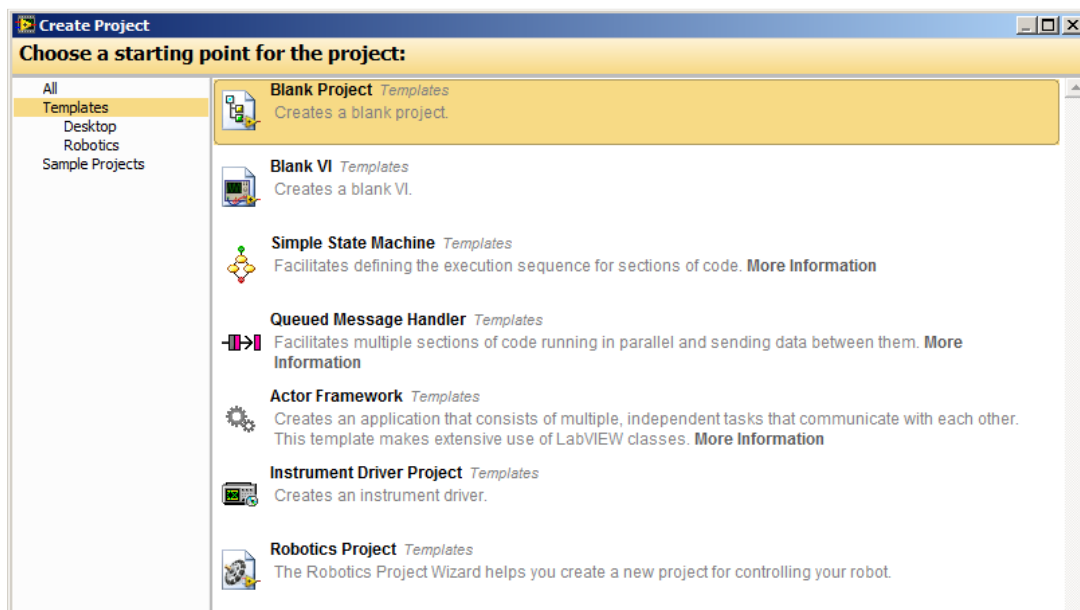 Create Project
Choose a starting point for the project:
All
Templates
Desktop
Robotics
Sample Projects
Blank Project Templates
Creates a blank project.
Blank VI Templates
Creates a blank VI.
Simple State Machine Templates
Facilitates defining the execution sequence for sections of code. More Information
Queued Message Handler Templates
Facilitates multiple sections of code running in parallel and sending data between them. More
Information
Actor Framework Templates
Creates an application that consists of multiple, independent tasks that communicate with each other.
This template makes extensive use of LabVIEW classes. More Information
Instrument Driver Project Templates
Creates an instrument driver.
Robotics Project Templates
The Robotics Project Wizard helps you create a new project for controlling your robot.